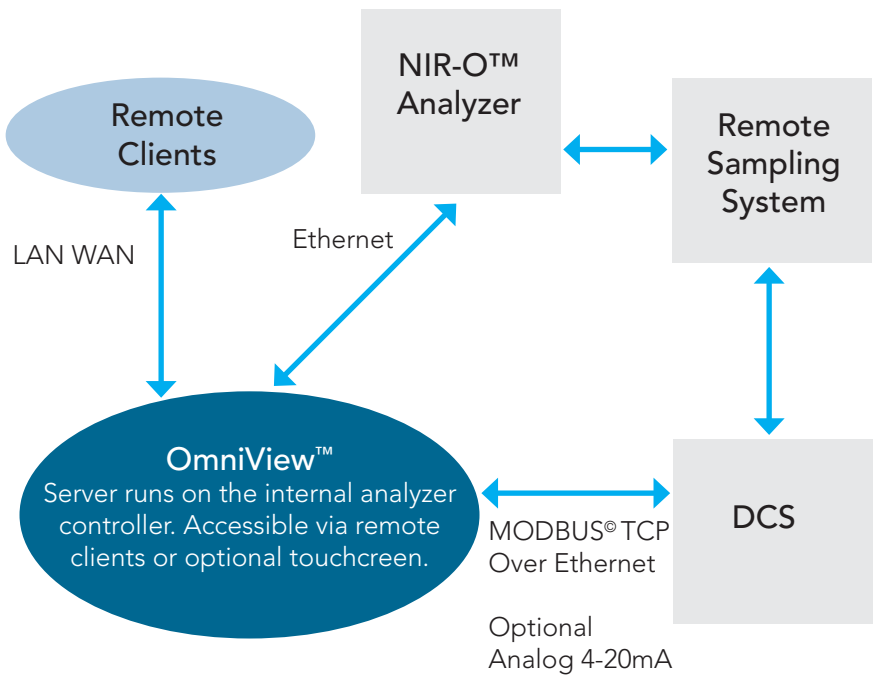 NIR-O™
Analyzer
Remote
Clients
Remote
Sampling
System
LAN WAN
Ethernet
OmniView™
Server runs on the internal analyzer
controller. Accessible via remote
clients or optional touchcreen.
DCS
MODBUS© TCP
Over Ethernet
Optional
Analog 4-20mA